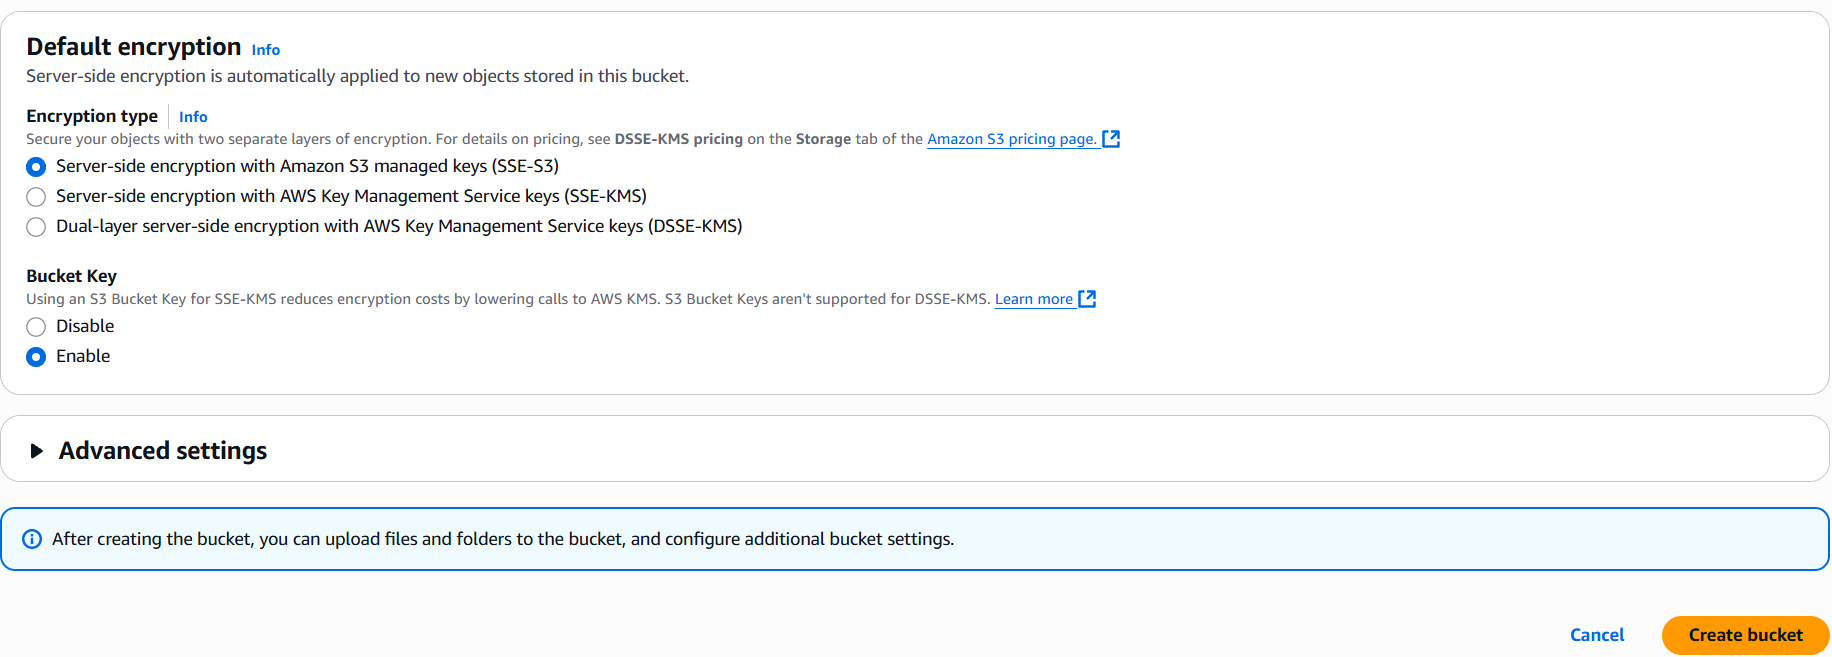 Default encryption Info
Server-side encryption is automatically applied to new objects stored in this bucket.
Encryption type Info
Secure your objects with two separate layers of encryption. For details on pricing, see DSSE-KMS pricing on the Storage tab of the Amazon S3 pricing page.
Server-side encryption with Amazon S3 managed keys (SSE-S3)
Server-side encryption with AWS Key Management Service keys (SSE-KMS)
Dual-layer server-side encryption with AWS Key Management Service keys (DSSE-KMS)
Bucket Key
Using an S3 Bucket Key for SSE-KMS reduces encryption costs by lowering calls to AWS KMS. S3 Bucket Keys aren't supported for DSSE-KMS. Learn more
Disable
Enable
Advanced settings
After creating the bucket, you can upload files and folders to the bucket, and configure additional bucket settings.
Cancel Create bucket